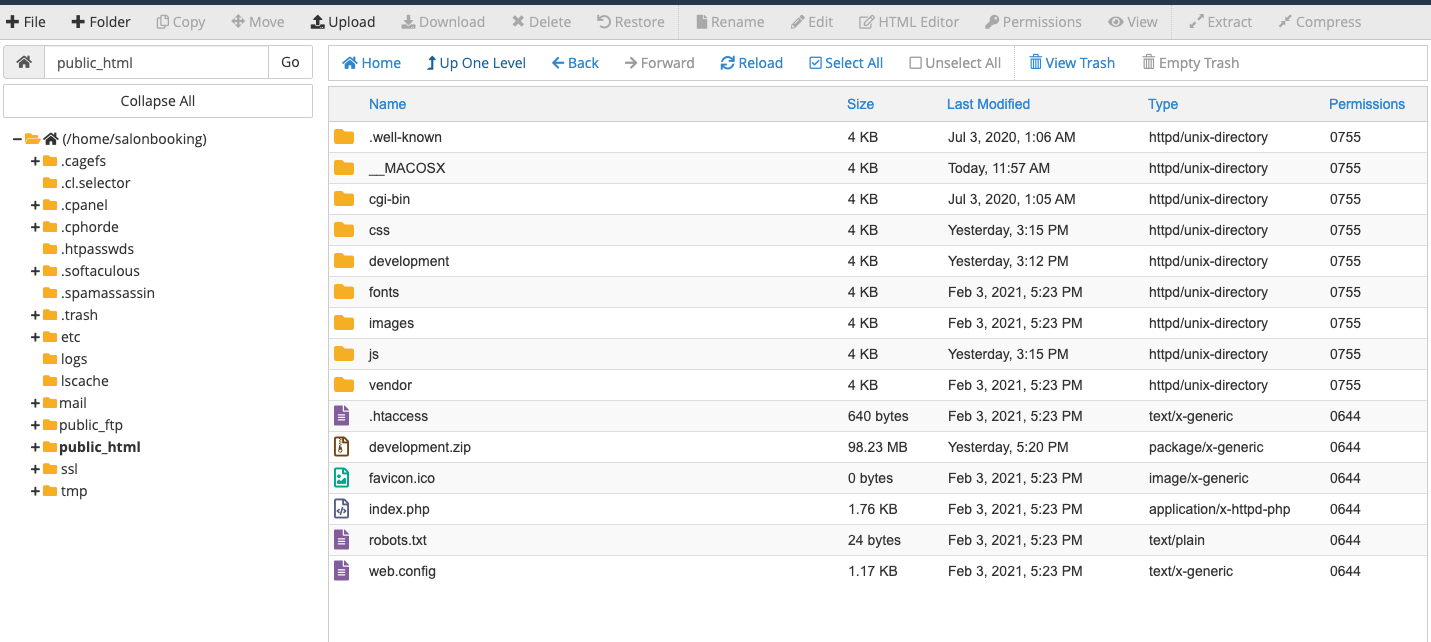 File Folder Copy Move Upload Download Delete Restore Rename Edit HTML Editor Permissions View Extract Compress
public_html Go
Home Up One Level Back Forward Reload Select All Unselect All View Trash Empty Trash
Collapse All
(/home/salonbooking)
.cagefs
.cl.selector
.cpanel
.cphorde
.htpasswds
.softaculous
.spamassassin
.trash
etc
logs
lscache
mail
public_ftp
public_html
ssl
tmp
Name Size Last Modified Type Permissions
.well-known 4 KB Jul 3, 2020, 1:06 AM httpd/unix-directory 0755
__MACOSX 4 KB Today, 11:57 AM httpd/unix-directory 0755
cgi-bin 4 KB Jul 3, 2020, 1:05 AM httpd/unix-directory 0755
css 4 KB Yesterday, 3:15 PM httpd/unix-directory 0755
development 4 KB Yesterday, 3:12 PM httpd/unix-directory 0755
fonts 4 KB Feb 3, 2021, 5:23 PM httpd/unix-directory 0755
images 4 KB Feb 3, 2021, 5:23 PM httpd/unix-directory 0755
js 4 KB Yesterday, 3:15 PM httpd/unix-directory 0755
vendor 4 KB Feb 3, 2021, 5:23 PM httpd/unix-directory 0755
.htaccess 640 bytes Feb 3, 2021, 5:23 PM text/x-generic 0644
development.zip 98.23 MB Yesterday, 5:20 PM package/x-generic 0644
favicon.ico 0 bytes Feb 3, 2021, 5:23 PM image/x-generic 0644
index.php 1.76 KB Feb 3, 2021, 5:23 PM application/x-httpd-php 0644
robots.txt 24 bytes Feb 3, 2021, 5:23 PM text/plain 0644
web.config 1.17 KB Feb 3, 2021, 5:23 PM text/x-generic 0644